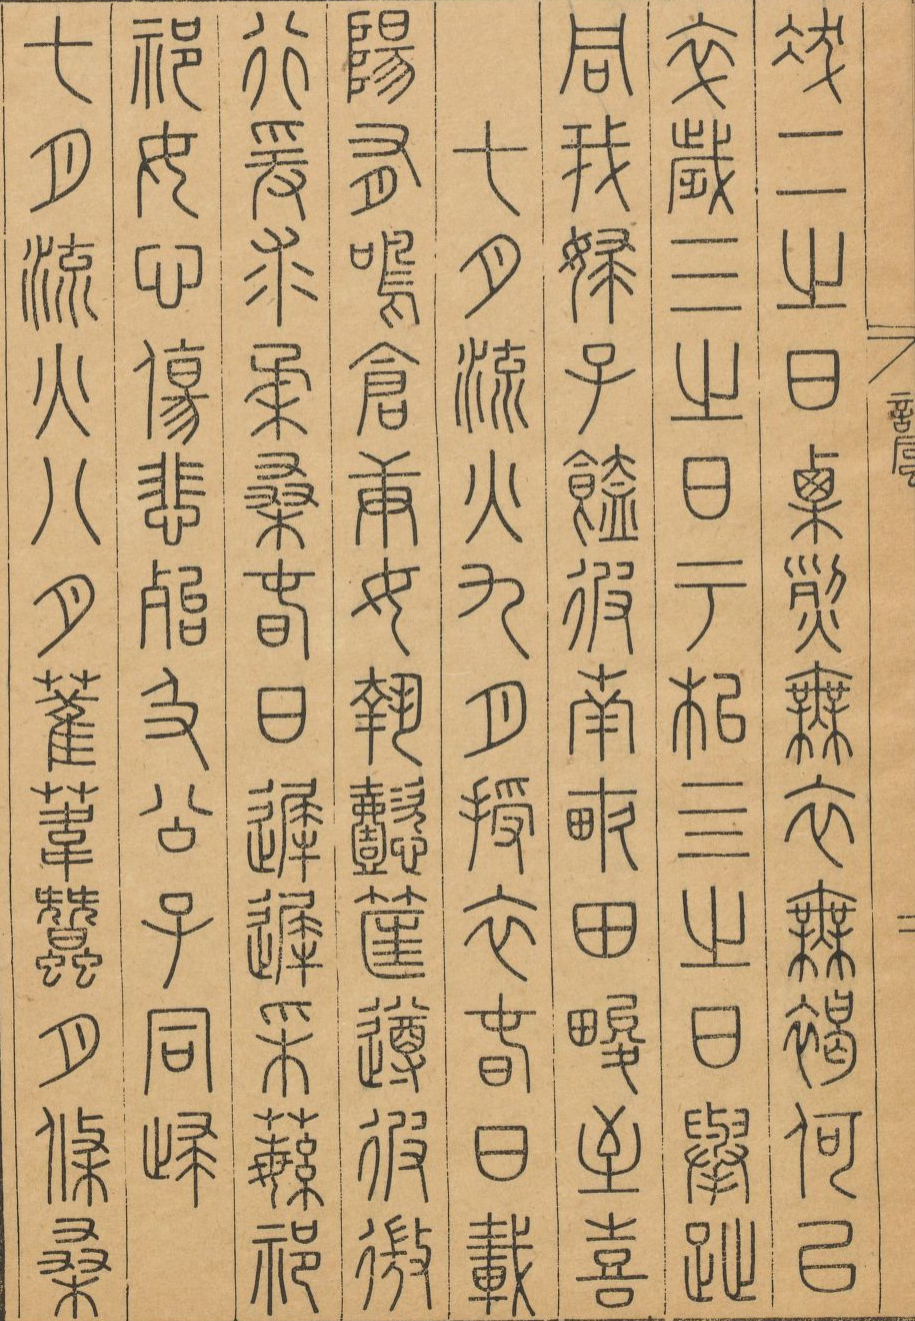 冹二之日㮚烈無衣無褐何以
卒歲三之日于耜四之日舉趾
同我婦子饁彼南畝田畯至喜
七月流火九月授衣春日載
陽有鳴倉庚女執懿筐遵彼微
行爰求柔桑春日遲遲采蘩祁
祁女心傷悲殆及公子同歸
七月流火八月萑葦蠶月條桑